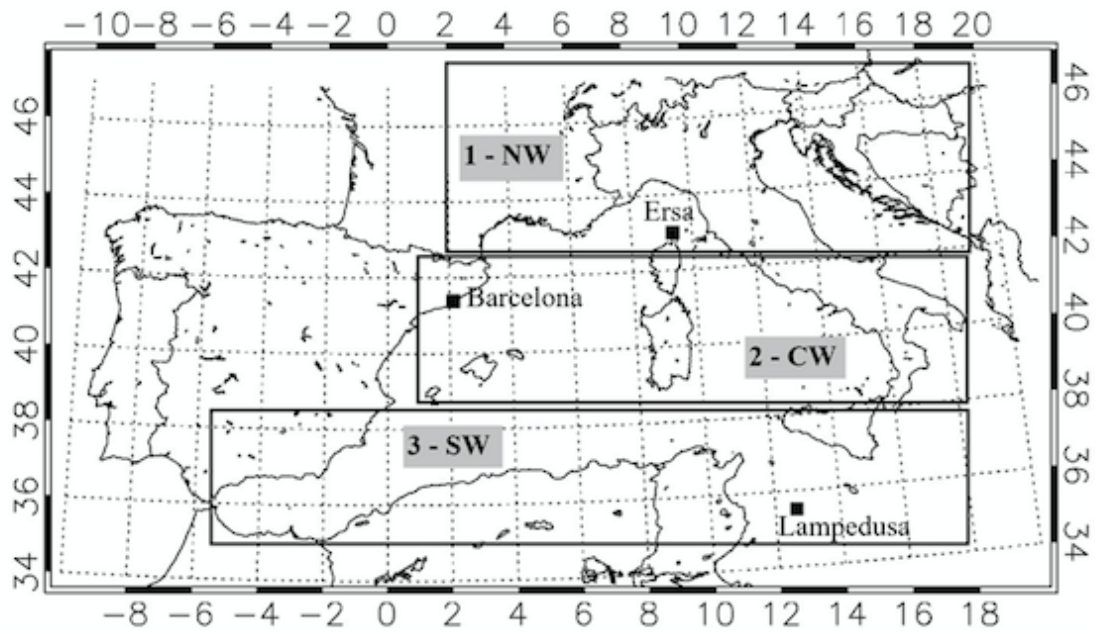 −10 −8 −6 −4 −2 0 2 4 6 8 10 12 14 16 18 20
46 46
1 - NW
44 44
Ersa
42 42
Barcelona
40 40
2 - CW
38 38
3 - SW
36 36
Lampedusa
34 34
−8 −6 −4 −2 0 2 4 6 8 10 12 14 16 18